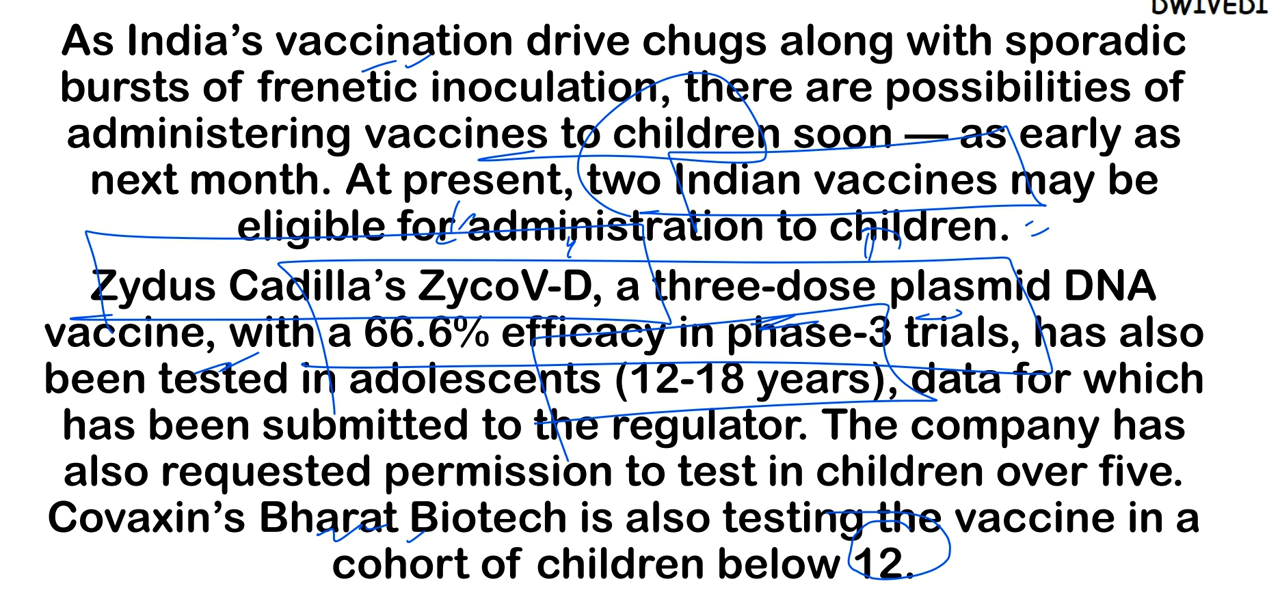 DWIVEDI
As India’s vaccination drive chugs along with sporadic
bursts of frenetic inoculation, there are possibilities of
administering vaccines to children soon — as early as
next month. At present, two Indian vaccines may be
eligible for administration to children.
Zydus Cadilla’s ZycoV-D, a three-dose plasmid DNA
vaccine, with a 66.6% efficacy in phase-3 trials, has also
been tested in adolescents (12-18 years), data for which
has been submitted to the regulator. The company has
also requested permission to test in children over five.
Covaxin’s Bharat Biotech is also testing the vaccine in a
cohort of children below 12.